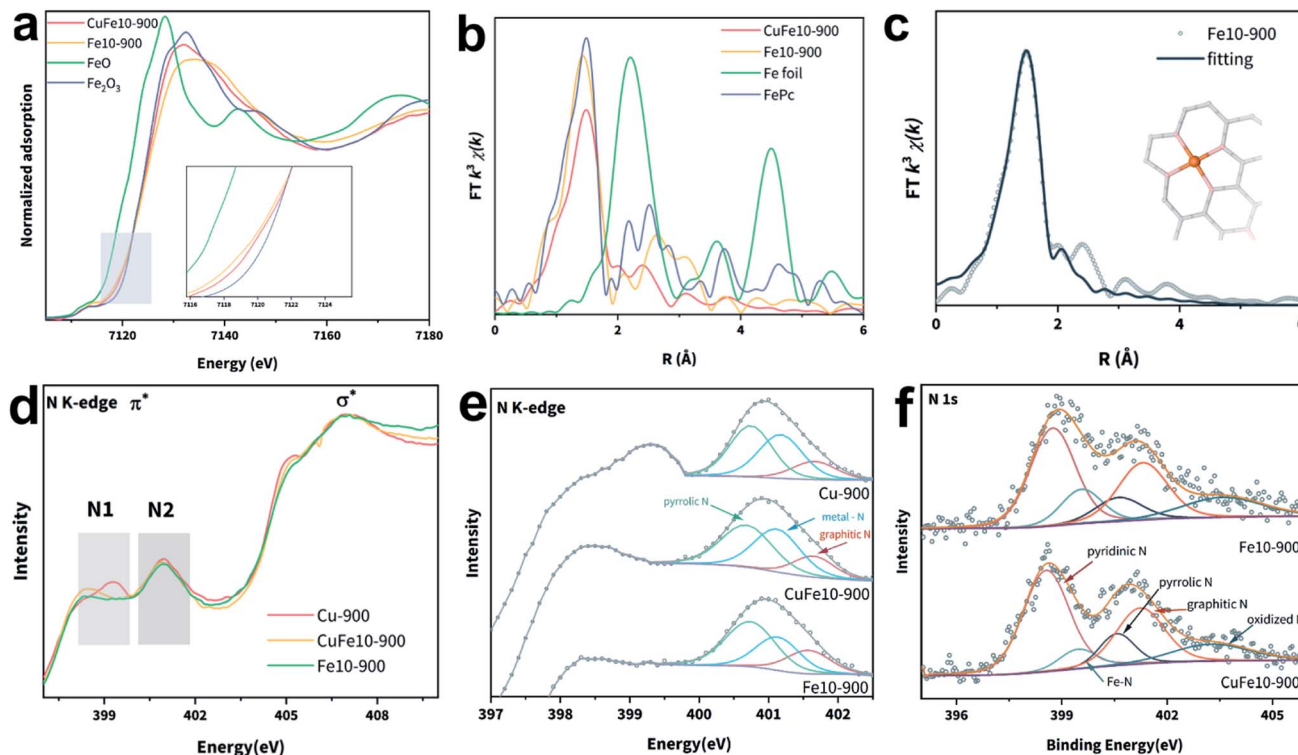 a
CuFe10-900
Fe10-900
FeO
Fe₂O₃
Normalized adsorption
7116 7118 7120 7122 7124
7120 7140 7160 7180
Energy (eV)
b
CuFe10-900
Fe10-900
Fe foil
FePc
FT k³ χ(k)
0 2 4 6
R (Å)
c
Fe10-900
fitting
FT k³ χ(k)
0 2 4 6
R (Å)
d
N K-edge π*
σ*
N1 N2
Intensity
Cu-900
CuFe10-900
Fe10-900
399 402 405 408
Energy(eV)
e
N K-edge
Cu-900
pyrrolic N
metal - N
graphitic N
CuFe10-900
Fe10-900
Intensity
397 398 399 400 401 402
Energy(eV)
f
N 1s
Fe10-900
pyridinic N
pyrrolic N
graphitic N
oxidized
Fe-N
CuFe10-900
Intensity
396 399 402 405
Binding Energy(eV)